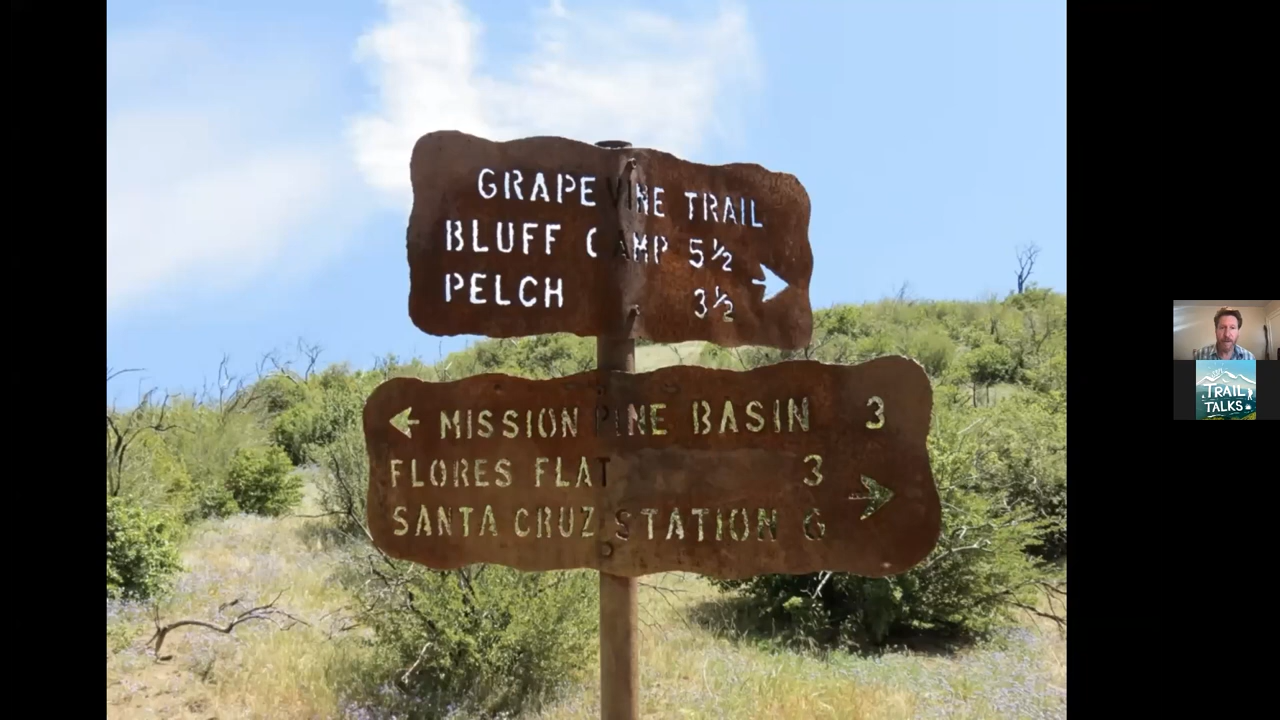 GRAPEVINE TRAIL
BLUFF CAMP 5½
PELCH 3½
MISSION PINE BASIN 3
FLORES FLAT 3
SANTA CRUZ STATION 6
TRAIL
TALKS